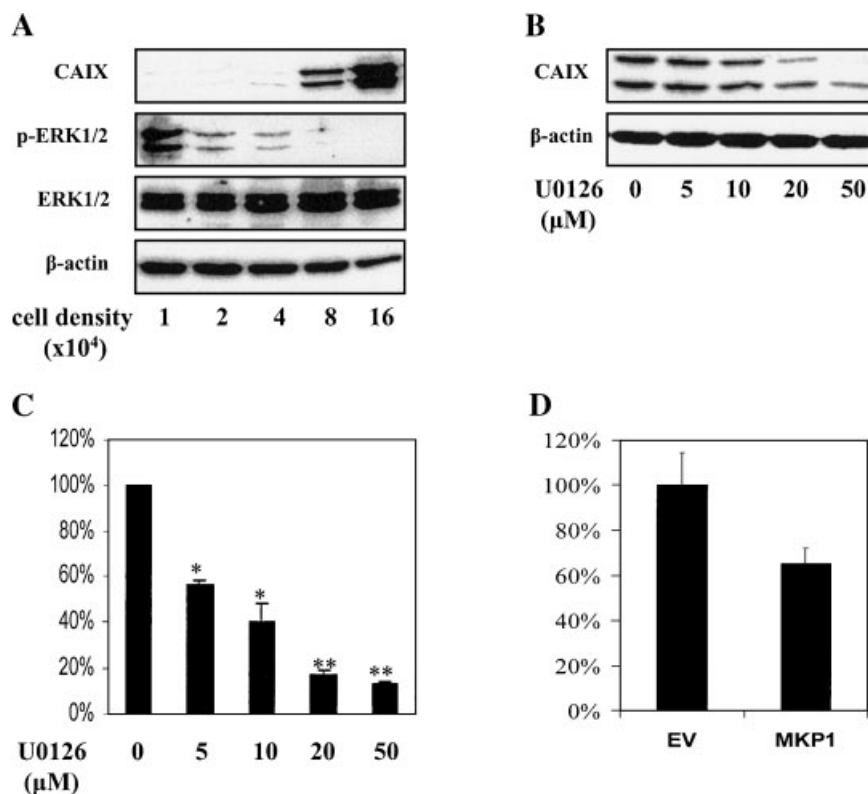 A
CAIX
p-ERK1/2
ERK1/2
β-actin
cell density 1 2 4 8 16
(x10⁴)
B
CAIX
β-actin
U0126 0 5 10 20 50
(μM)
C
120%
100%
80%
60%
40%
20%
0%
* * ** **
U0126 0 5 10 20 50
(μM)
D
120%
100%
80%
60%
40%
20%
0%
EV MKP1